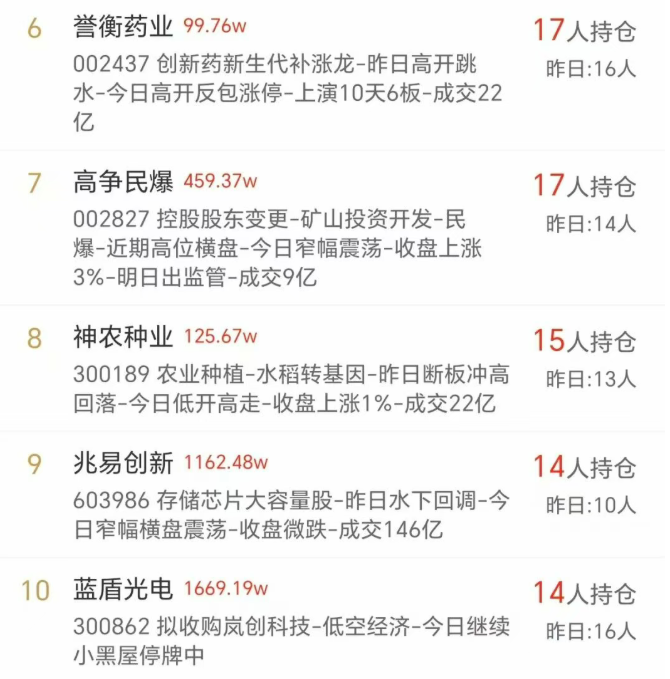 6 誉衡药业 99.76w 17人持仓
002437 创新药新生代补涨龙-昨日高开跳 昨日:16人
水-今日高开反包涨停-上演10天6板-成交22
亿
7 高争民爆 459.37w 17人持仓
002827 控股股东变更-矿山投资开发-民 昨日:14人
爆-近期高位横盘-今日窄幅震荡-收盘上涨
3%-明日出监管-成交9亿
8 神农种业 125.67w 15人持仓
300189 农业种植-水稻转基因-昨日断板冲高 昨日:13人
回落-今日低开高走-收盘上涨1%-成交22亿
9 兆易创新 1162.48w 14人持仓
603986 存储芯片大容量股-昨日水下回调-今 昨日:10人
日窄幅横盘震荡-收盘微跌-成交146亿
10 蓝盾光电 1669.19w 14人持仓
300862 拟收购岚创科技-低空经济-今日继续 昨日:16人
小黑屋停牌中